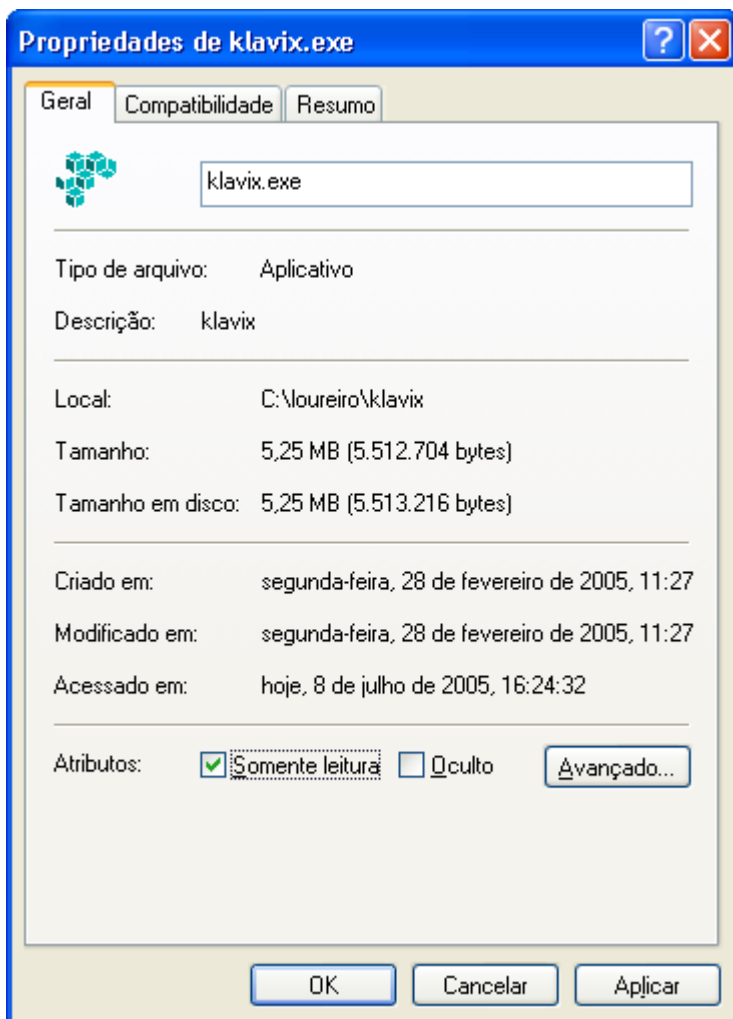 Propriedades de klavix.exe
Geral Compatibilidade Resumo
klavix.exe
Tipo de arquivo: Aplicativo
Descrição: klavix
Local: C:\loureiro\klavix
Tamanho: 5,25 MB (5.512.704 bytes)
Tamanho em disco: 5,25 MB (5.513.216 bytes)
Criado em: segunda-feira, 28 de fevereiro de 2005, 11:27
Modificado em: segunda-feira, 28 de fevereiro de 2005, 11:27
Acessado em: hoje, 8 de julho de 2005, 16:24:32
Atributos: Somente leitura Oculto Avançado...
OK Cancelar Aplicar